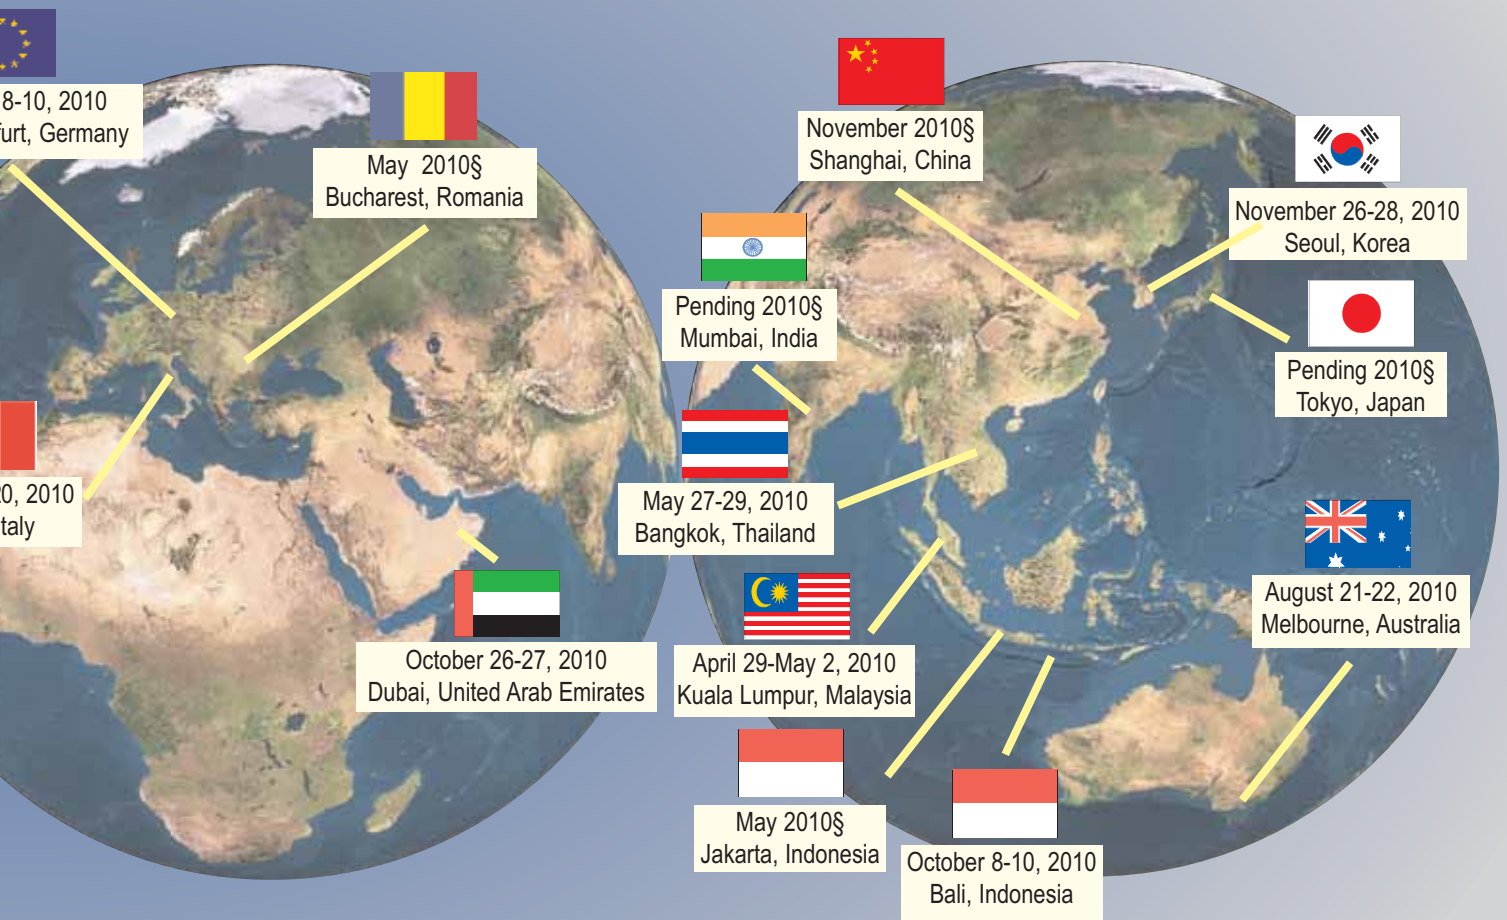 8-10, 2010
furt, Germany
May 2010§
Bucharest, Romania
20, 2010
taly
October 26-27, 2010
Dubai, United Arab Emirates
November 2010§
Shanghai, China
November 26-28, 2010
Seoul, Korea
Pending 2010§
Mumbai, India
Pending 2010§
Tokyo, Japan
May 27-29, 2010
Bangkok, Thailand
August 21-22, 2010
Melbourne, Australia
April 29-May 2, 2010
Kuala Lumpur, Malaysia
May 2010§
Jakarta, Indonesia
October 8-10, 2010
Bali, Indonesia